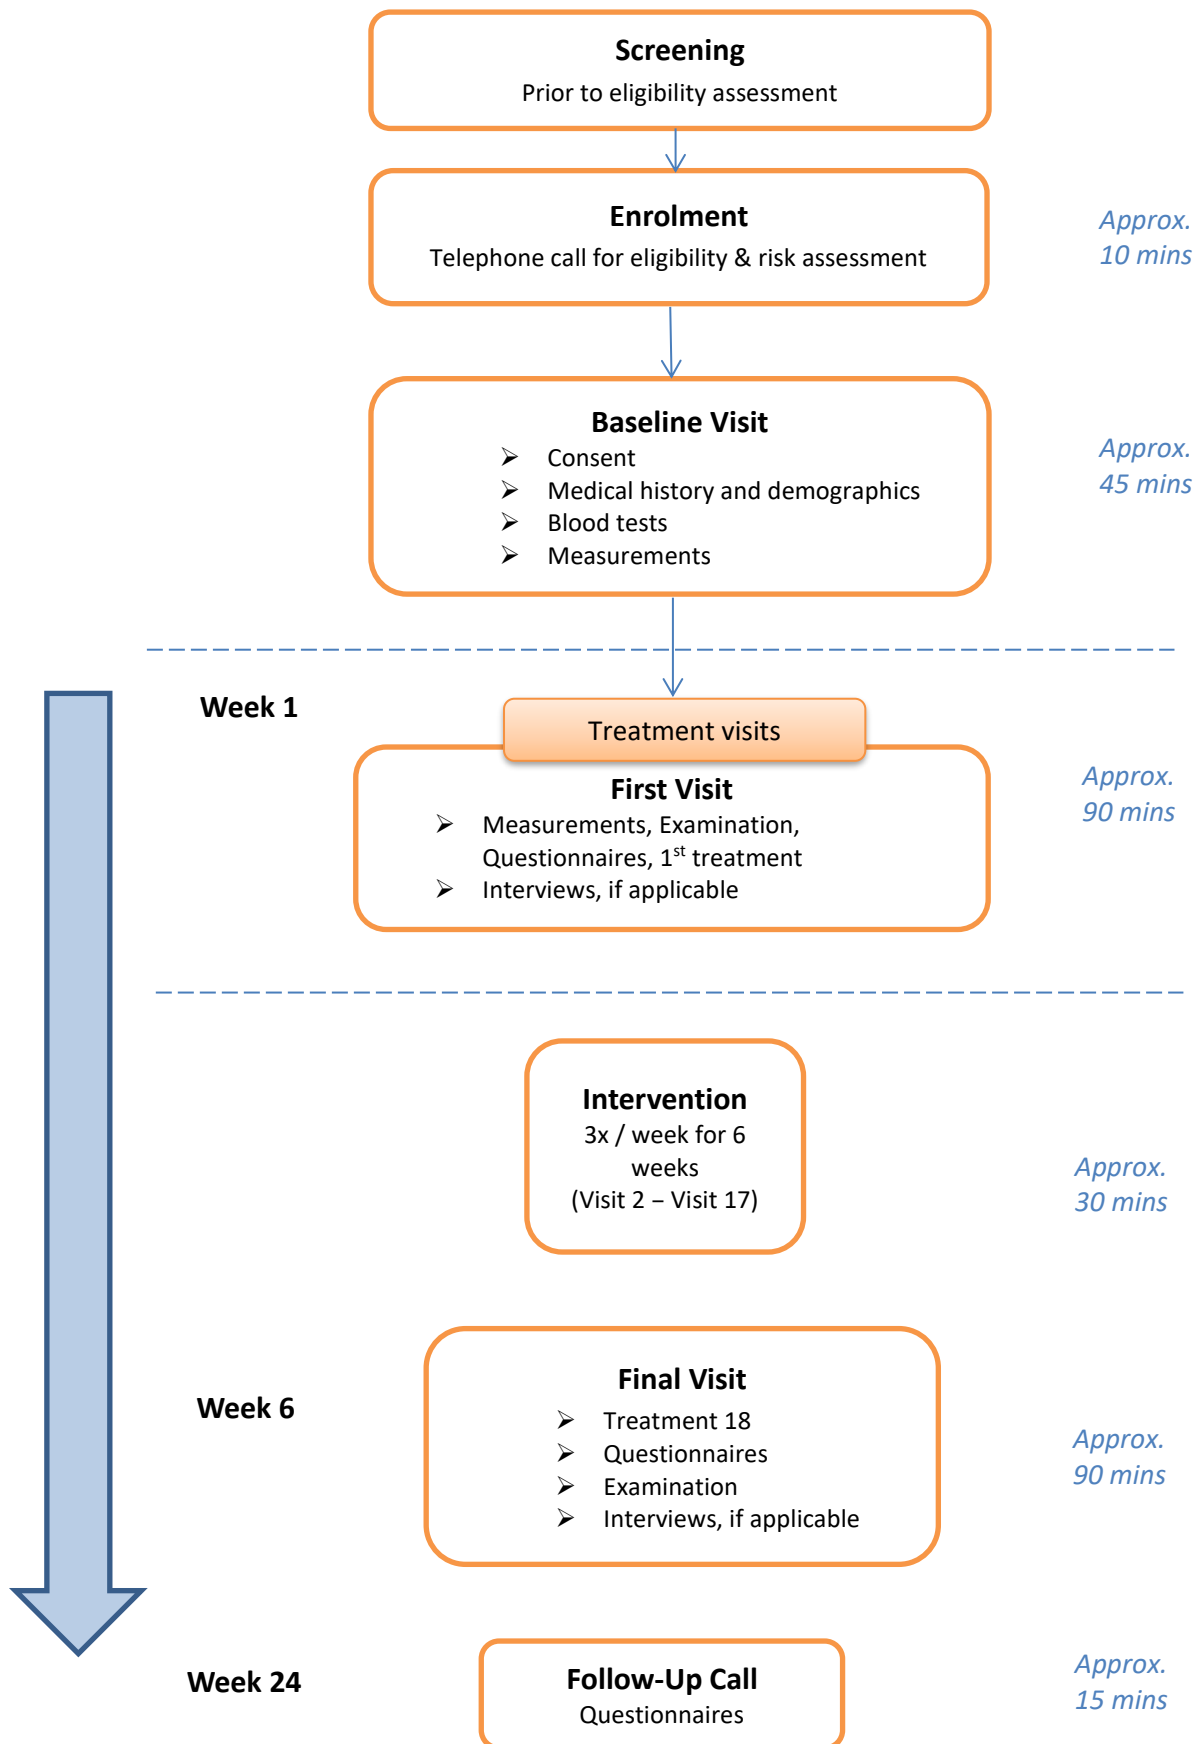 Screening
Prior to eligibility assessment
Enrolment
Telephone call for eligibility & risk assessment
Approx.
10 mins
Baseline Visit
➢ Consent
➢ Medical history and demographics
➢ Blood tests
➢ Measurements
Approx.
45 mins
Week 1
Treatment visits
First Visit
➢ Measurements, Examination,
Questionnaires, 1st treatment
➢ Interviews, if applicable
Approx.
90 mins
Intervention
3x / week for 6
weeks
(Visit 2 – Visit 17)
Approx.
30 mins
Week 6
Final Visit
➢ Treatment 18
➢ Questionnaires
➢ Examination
➢ Interviews, if applicable
Approx.
90 mins
Week 24
Follow-Up Call
Questionnaires
Approx.
15 mins